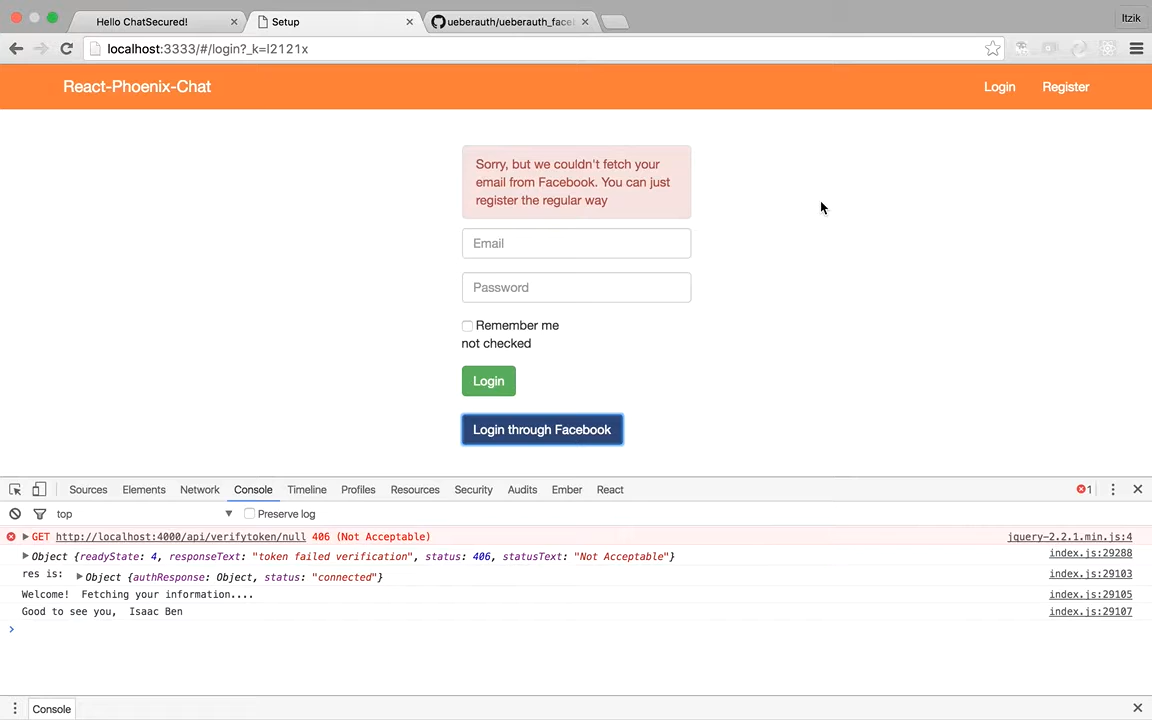 Hello ChatSecured!
Setup
ueberauth/ueberauth_faceb
Itzik
localhost:3333/#/login?_k=l2121x
React-Phoenix-Chat
Login
Register
Sorry, but we couldn't fetch your
email from Facebook. You can just
register the regular way
Email
Password
Remember me
not checked
Login
Login through Facebook
Sources Elements Network Console Timeline Profiles Resources Security Audits Ember React
1
top
Preserve log
GET http://localhost:4000/api/verifytoken/null 406 (Not Acceptable) jquery-2.2.1.min.js:4
Object {readyState: 4, responseText: "token failed verification", status: 406, statusText: "Not Acceptable"} index.js:29288
res is: Object {authResponse: Object, status: "connected"} index.js:29103
Welcome! Fetching your information.... index.js:29105
Good to see you, Isaac Ben index.js:29107
Console